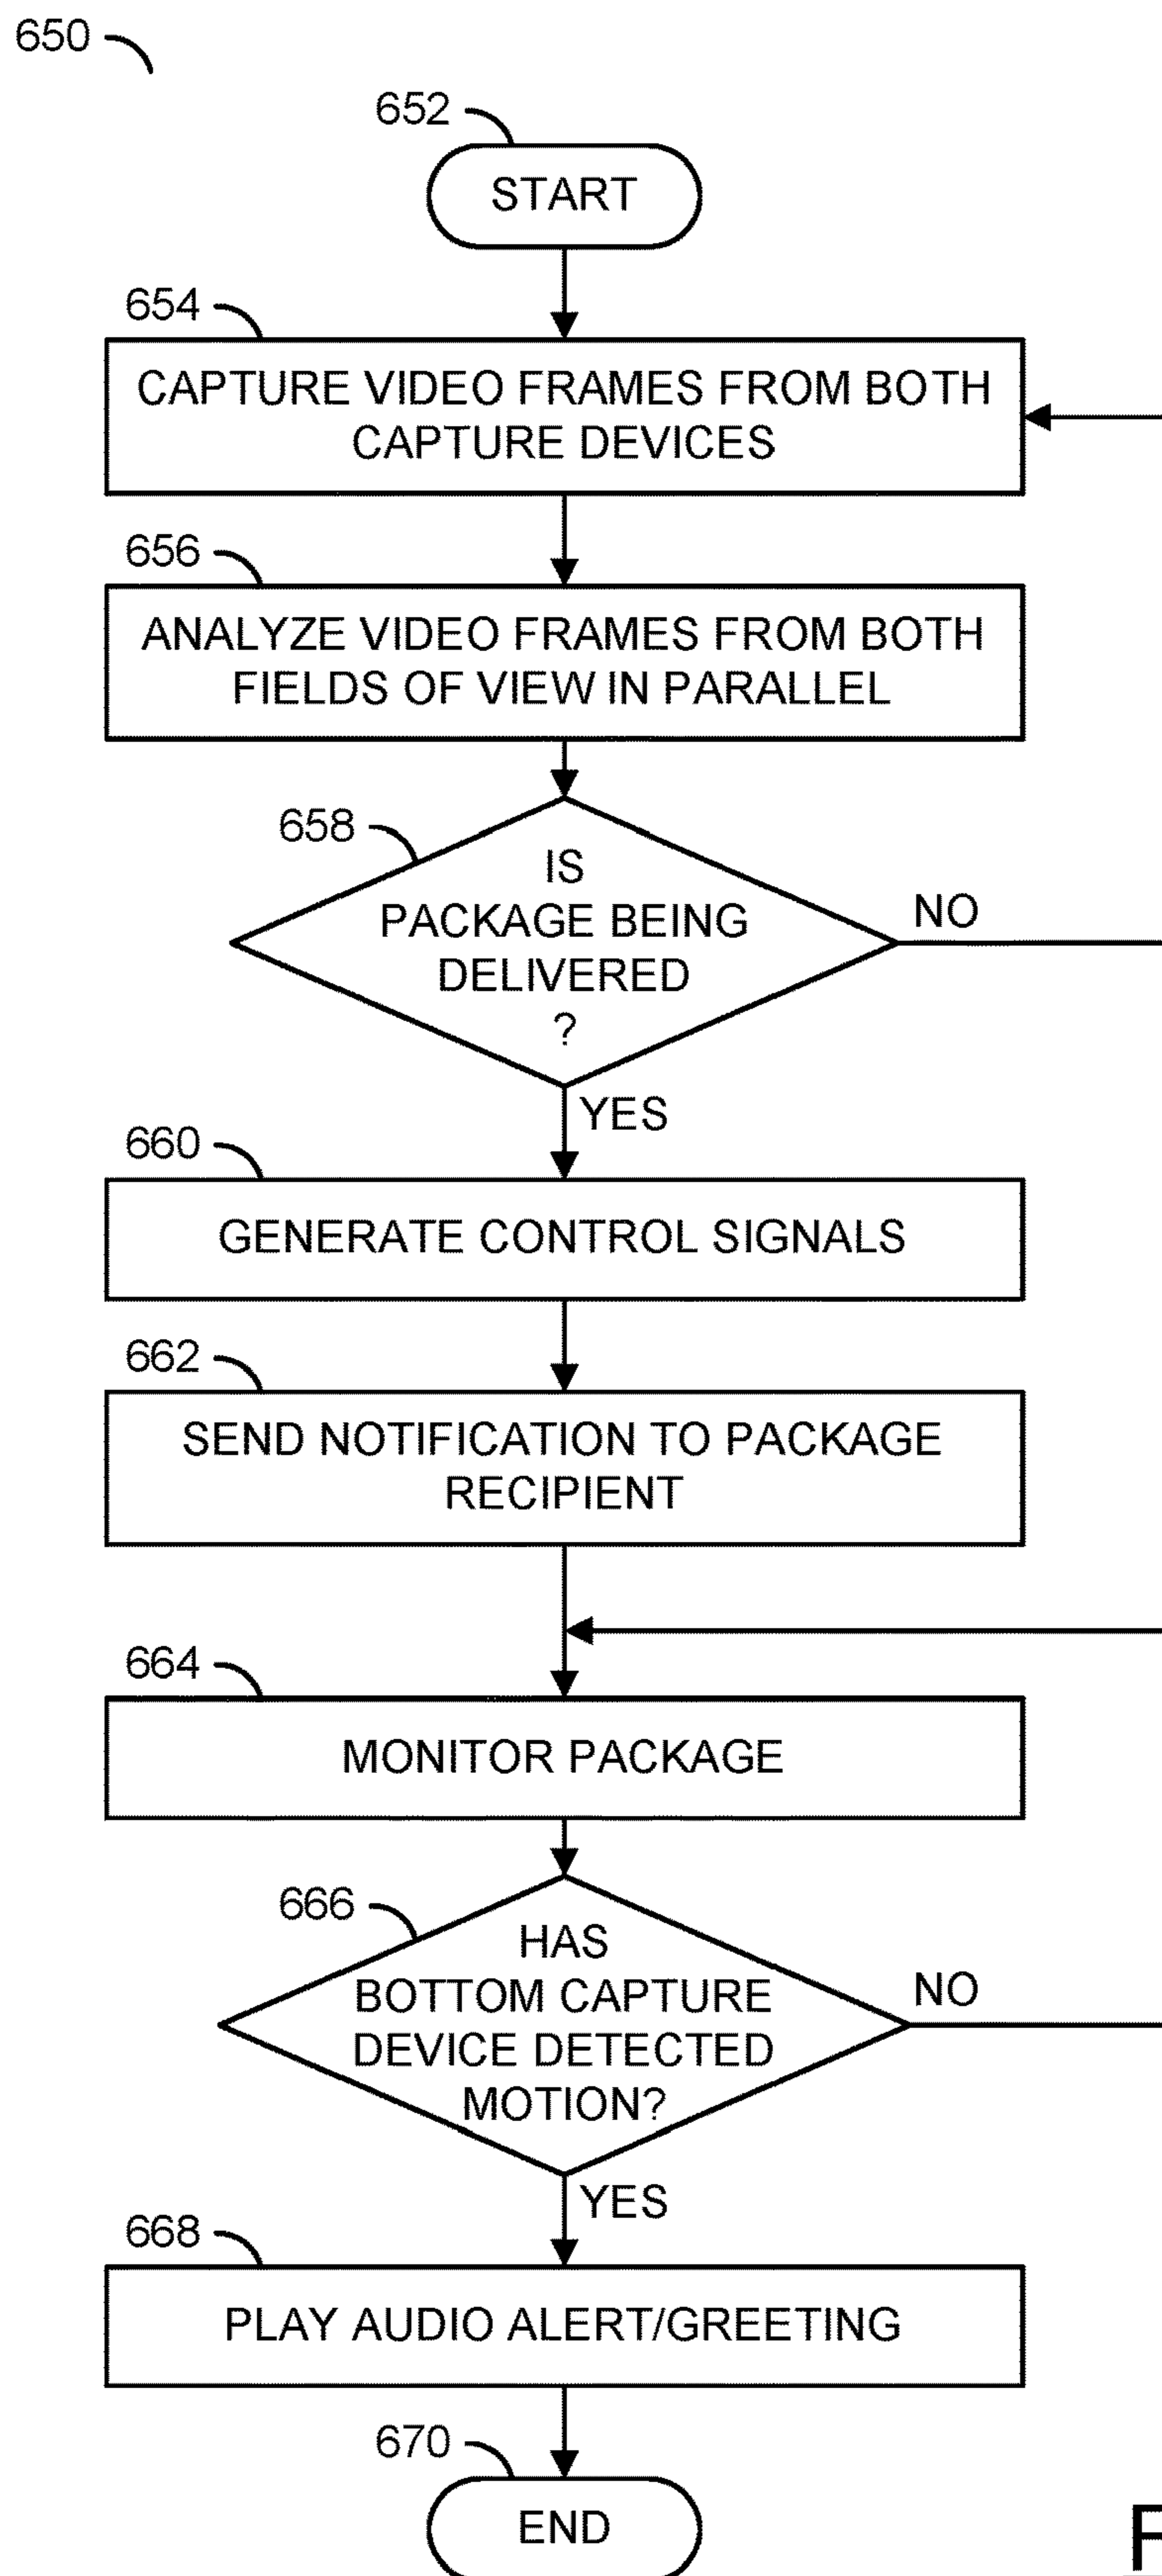 650
652
START
654
CAPTURE VIDEO FRAMES FROM BOTH
CAPTURE DEVICES
656
ANALYZE VIDEO FRAMES FROM BOTH
FIELDS OF VIEW IN PARALLEL
658
IS
PACKAGE BEING
DELIVERED
?
NO
YES
660
GENERATE CONTROL SIGNALS
662
SEND NOTIFICATION TO PACKAGE
RECIPIENT
664
MONITOR PACKAGE
666
HAS
BOTTOM CAPTURE
DEVICE DETECTED
MOTION?
NO
YES
668
PLAY AUDIO ALERT/GREETING
670
END